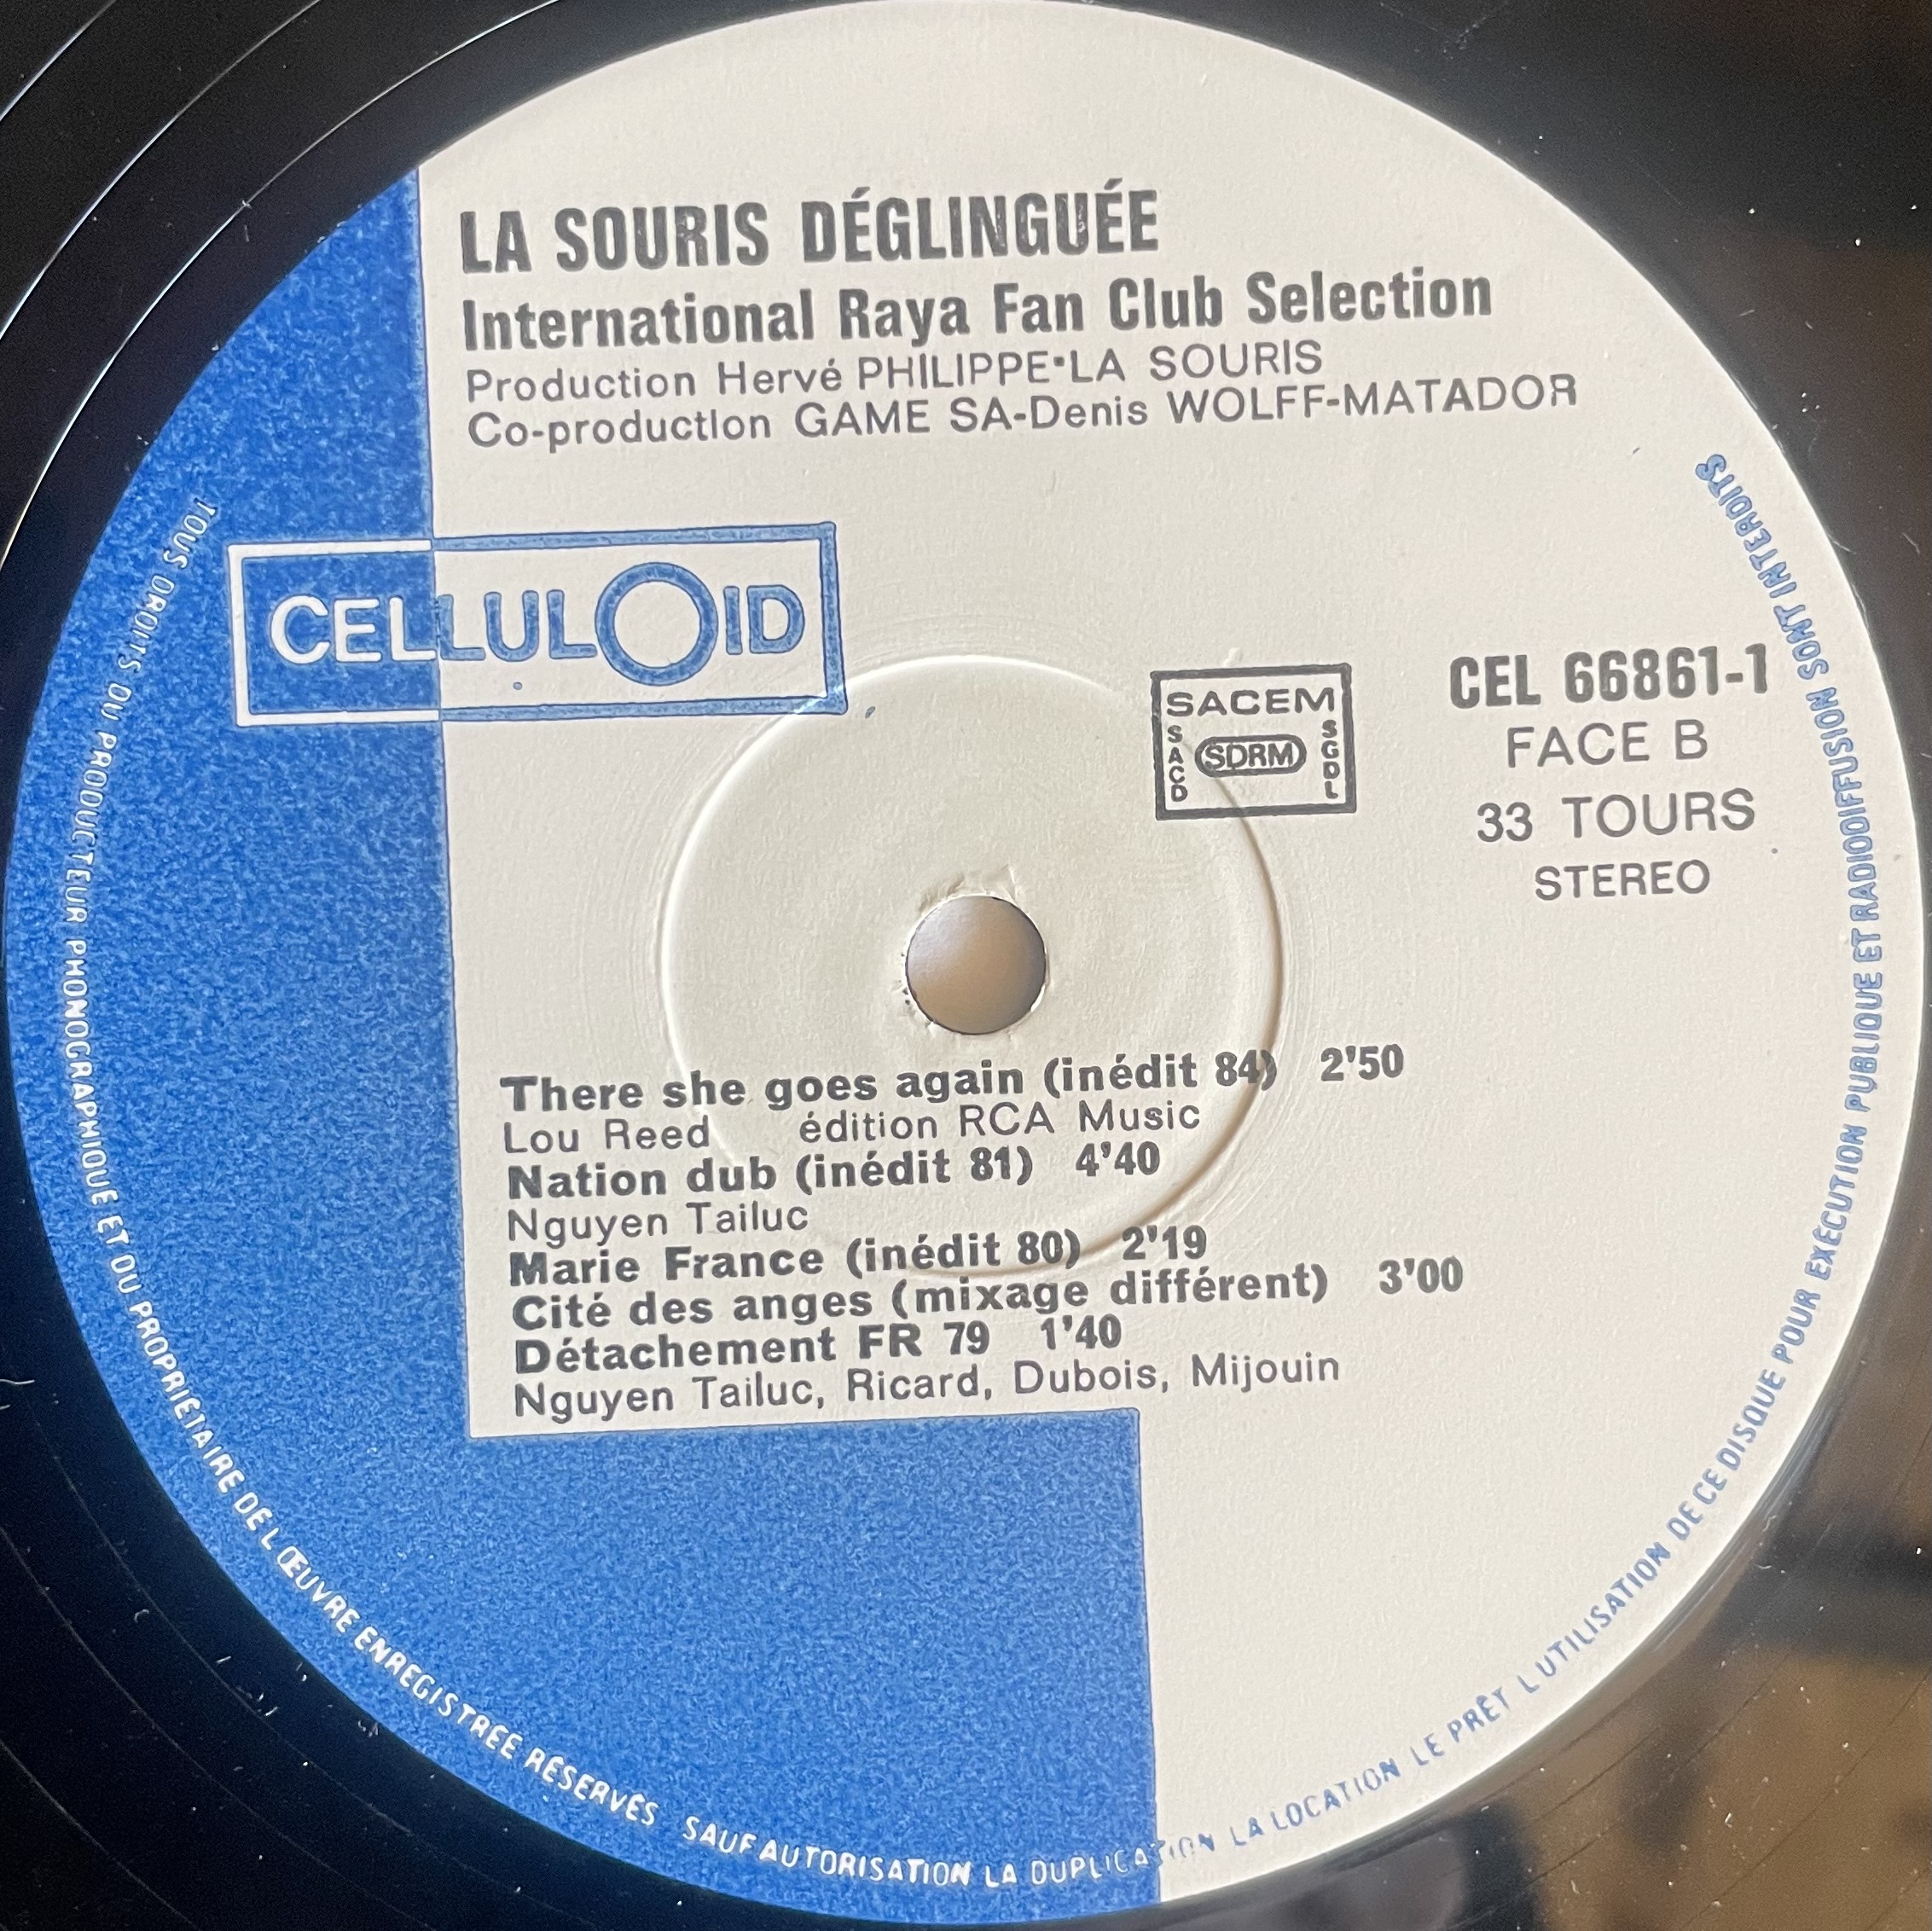 LA SOURIS DÉGLINGUÉE
International Raya Fan Club Selection
Production Hervé PHILIPPE•LA SOURIS
Co-production GAME SA-Denis WOLFF-MATADOR
CELLULOID
SACEM
SACD
SDRM
SGDL
CEL 66861-1
FACE B
33 TOURS
STEREO
There she goes again (inédit 84) 2'50
Lou Reed édition RCA Music
Nation dub (inédit 81) 4'40
Nguyen Tailuc
Marie France (inédit 80) 2'19
Cité des anges (mixage différent) 3'00
Détachement FR 79 1'40
Nguyen Tailuc, Ricard, Dubois, Mijouin
TOUS DROITS DU PRODUCTEUR PHONOGRAPHIQUE ET DU PROPRIÉTAIRE DE L ŒUVRE ENREGISTRÉE RÉSERVÉS SAUF AUTORISATION LA DUPLICATION LA LOCATION LE PRÊT L UTILISATION DE CE DISQUE POUR EXÉCUTION PUBLIQUE ET RADIODIFFUSION SONT INTERDITS